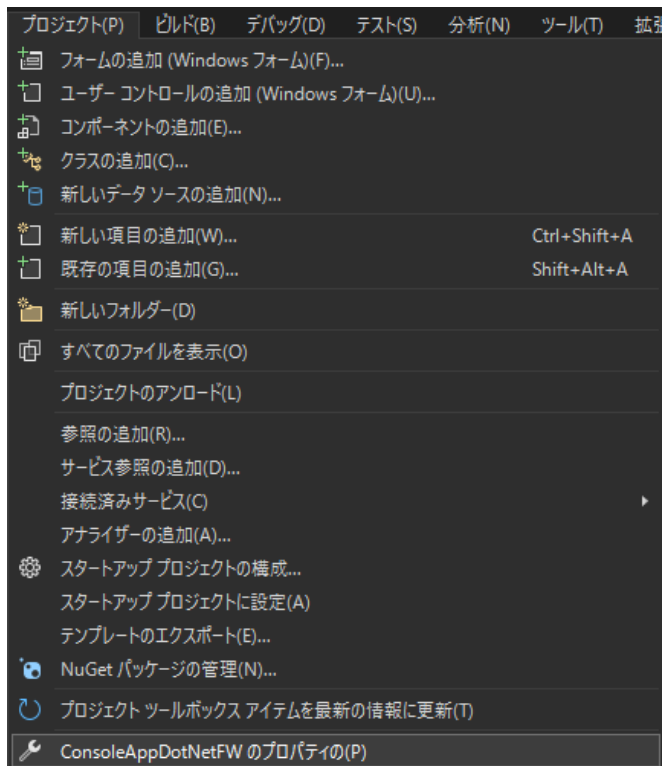 プロジェクト(P) ビルド(B) デバッグ(D) テスト(S) 分析(N) ツール(T) 拡張
フォームの追加 (Windows フォーム)(F)...
ユーザー コントロールの追加 (Windows フォーム)(U)...
コンポーネントの追加(E)...
クラスの追加(C)...
新しいデータ ソースの追加(N)...
新しい項目の追加(W)... Ctrl+Shift+A
既存の項目の追加(G)... Shift+Alt+A
新しいフォルダー(D)
すべてのファイルを表示(O)
プロジェクトのアンロード(L)
参照の追加(R)...
サービス参照の追加(D)...
接続済みサービス(C)
アナライザーの追加(A)...
スタートアップ プロジェクトの構成...
スタートアップ プロジェクトに設定(A)
テンプレートのエクスポート(E)...
NuGet パッケージの管理(N)...
プロジェクト ツールボックス アイテムを最新の情報に更新(T)
ConsoleAppDotNetFW のプロパティの(P)